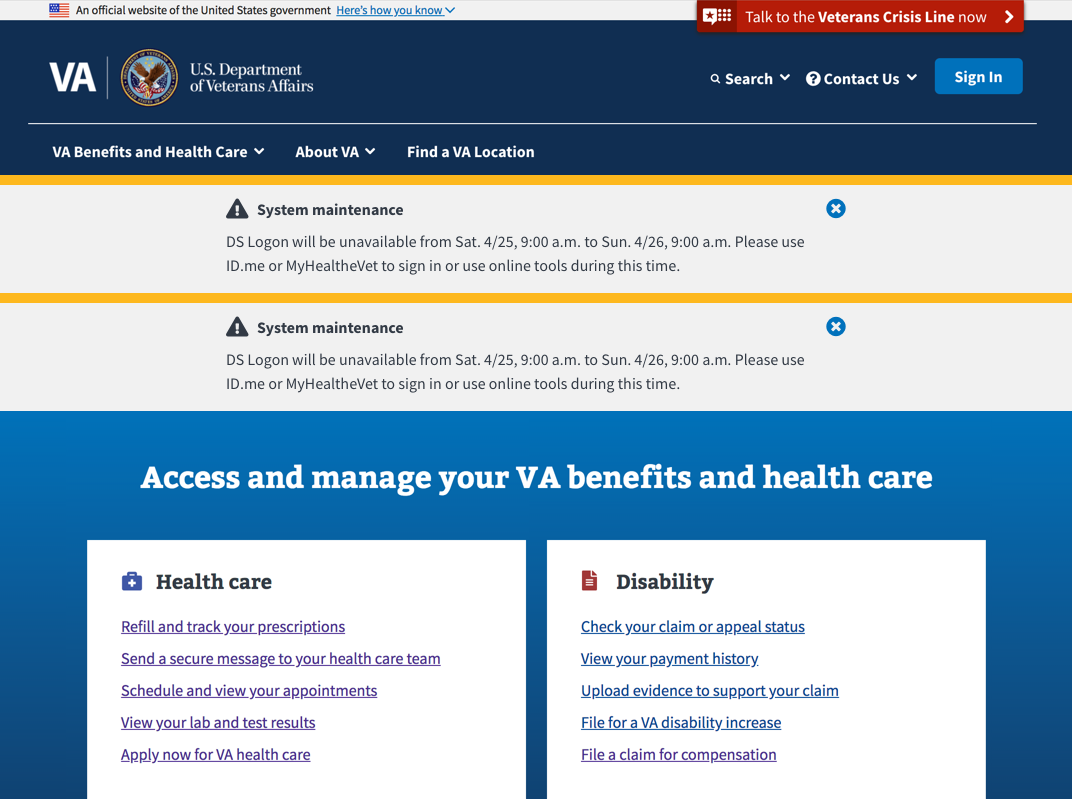 An official website of the United States government Here's how you know
Talk to the Veterans Crisis Line now
VA U.S. Department of Veterans Affairs
Search Contact Us Sign In
VA Benefits and Health Care About VA Find a VA Location
System maintenance
DS Logon will be unavailable from Sat. 4/25, 9:00 a.m. to Sun. 4/26, 9:00 a.m. Please use
ID.me or MyHealtheVet to sign in or use online tools during this time.
System maintenance
DS Logon will be unavailable from Sat. 4/25, 9:00 a.m. to Sun. 4/26, 9:00 a.m. Please use
ID.me or MyHealtheVet to sign in or use online tools during this time.
Access and manage your VA benefits and health care
Health care
Refill and track your prescriptions
Send a secure message to your health care team
Schedule and view your appointments
View your lab and test results
Apply now for VA health care
Disability
Check your claim or appeal status
View your payment history
Upload evidence to support your claim
File for a VA disability increase
File a claim for compensation